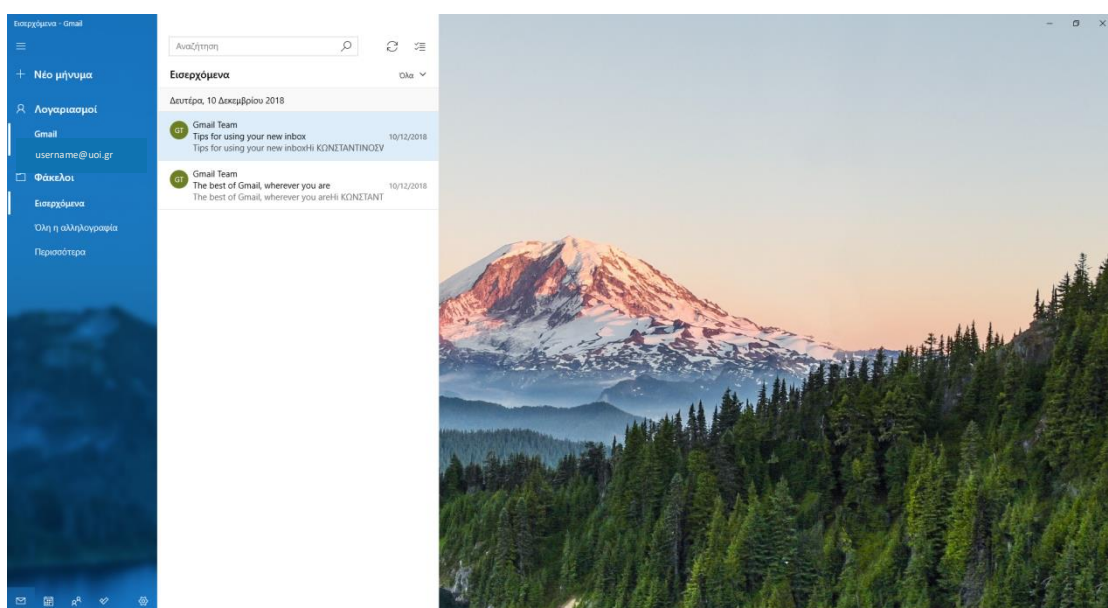 Εισερχόμενα - Gmail
Νέο μήνυμα
Λογαριασμοί
Gmail
username@uoi.gr
Φάκελοι
Εισερχόμενα
Όλη η αλληλογραφία
Περισσότερα
Αναζήτηση
Εισερχόμενα Όλα
Δευτέρα, 10 Δεκεμβρίου 2018
GT Gmail Team
Tips for using your new inbox 10/12/2018
Tips for using your new inboxHi ΚΩΝΣΤΑΝΤΙΝΟΣV
GT Gmail Team
The best of Gmail, wherever you are 10/12/2018
The best of Gmail, wherever you areHi ΚΩΝΣΤΑΝΤ